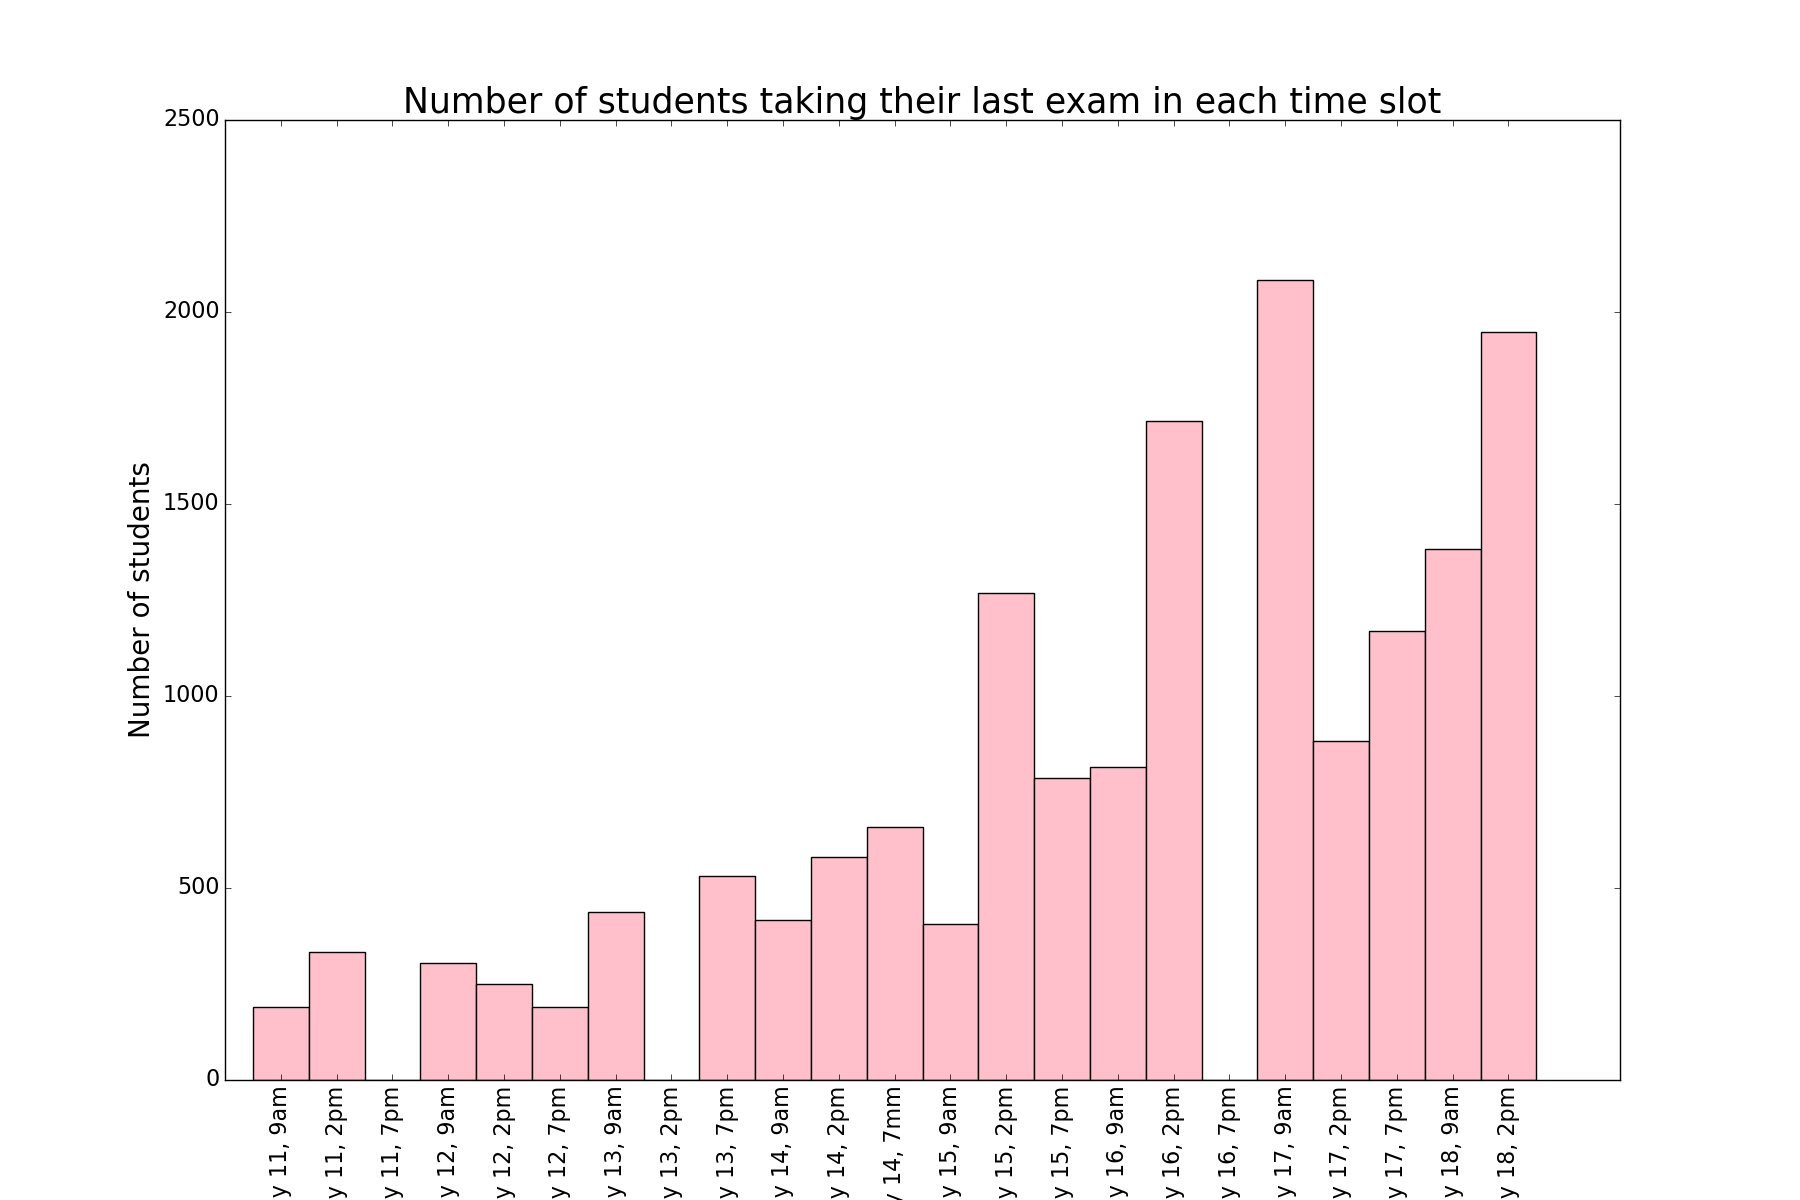 Number of students taking their last exam in each time slot
Number of students
2500
2000
1500
1000
500
0
y 11, 9am
y 11, 2pm
y 11, 7pm
y 12, 9am
y 12, 2pm
y 12, 7pm
y 13, 9am
y 13, 2pm
y 13, 7pm
y 14, 9am
y 14, 2pm
y 14, 7mm
y 15, 9am
y 15, 2pm
y 15, 7pm
y 16, 9am
y 16, 2pm
y 16, 7pm
y 17, 9am
y 17, 2pm
y 17, 7pm
y 18, 9am
y 18, 2pm